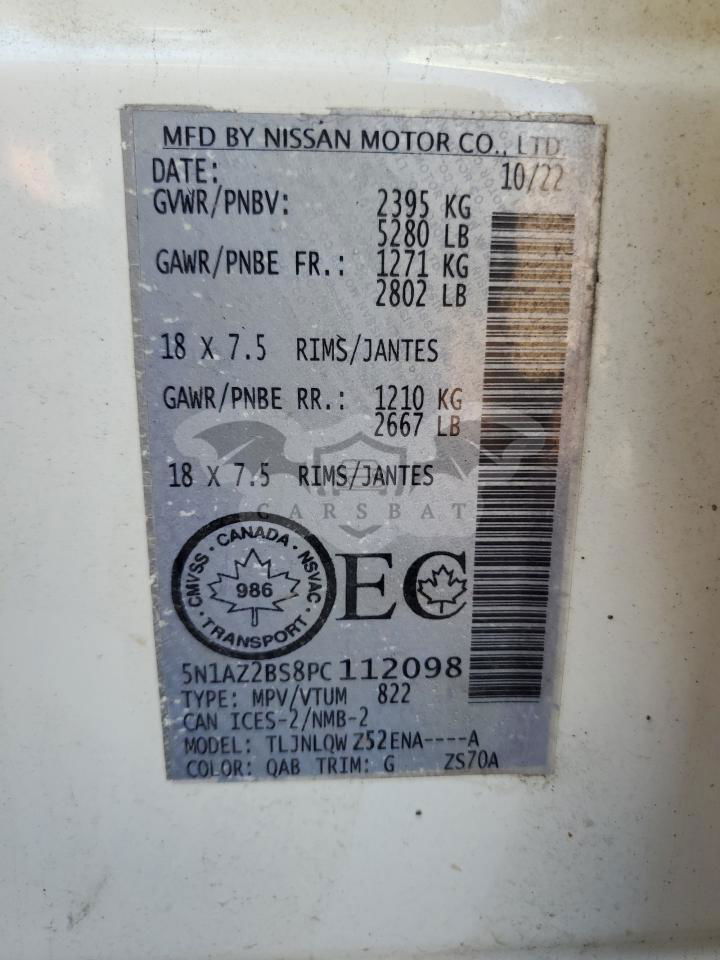 MFD BY NISSAN MOTOR CO., LTD
DATE: 10/22
GVWR/PNBV: 2395 KG
5280 LB
GAWR/PNBE FR.: 1271 KG
2802 LB
18 X 7.5 RIMS/JANTES
GAWR/PNBE RR.: 1210 KG
2667 LB
18 X 7.5 RIMS/JANTES
CARSBAT
CMVSS · CANADA · NSVAC · TRANSPORT ·
986
EC
5N1AZ2BS8PC112098
TYPE: MPV/VTUM 822
CAN ICES-2/NMB-2
MODEL: TLJNLQW Z52ENA----A
COLOR: QAB TRIM: G ZS70A